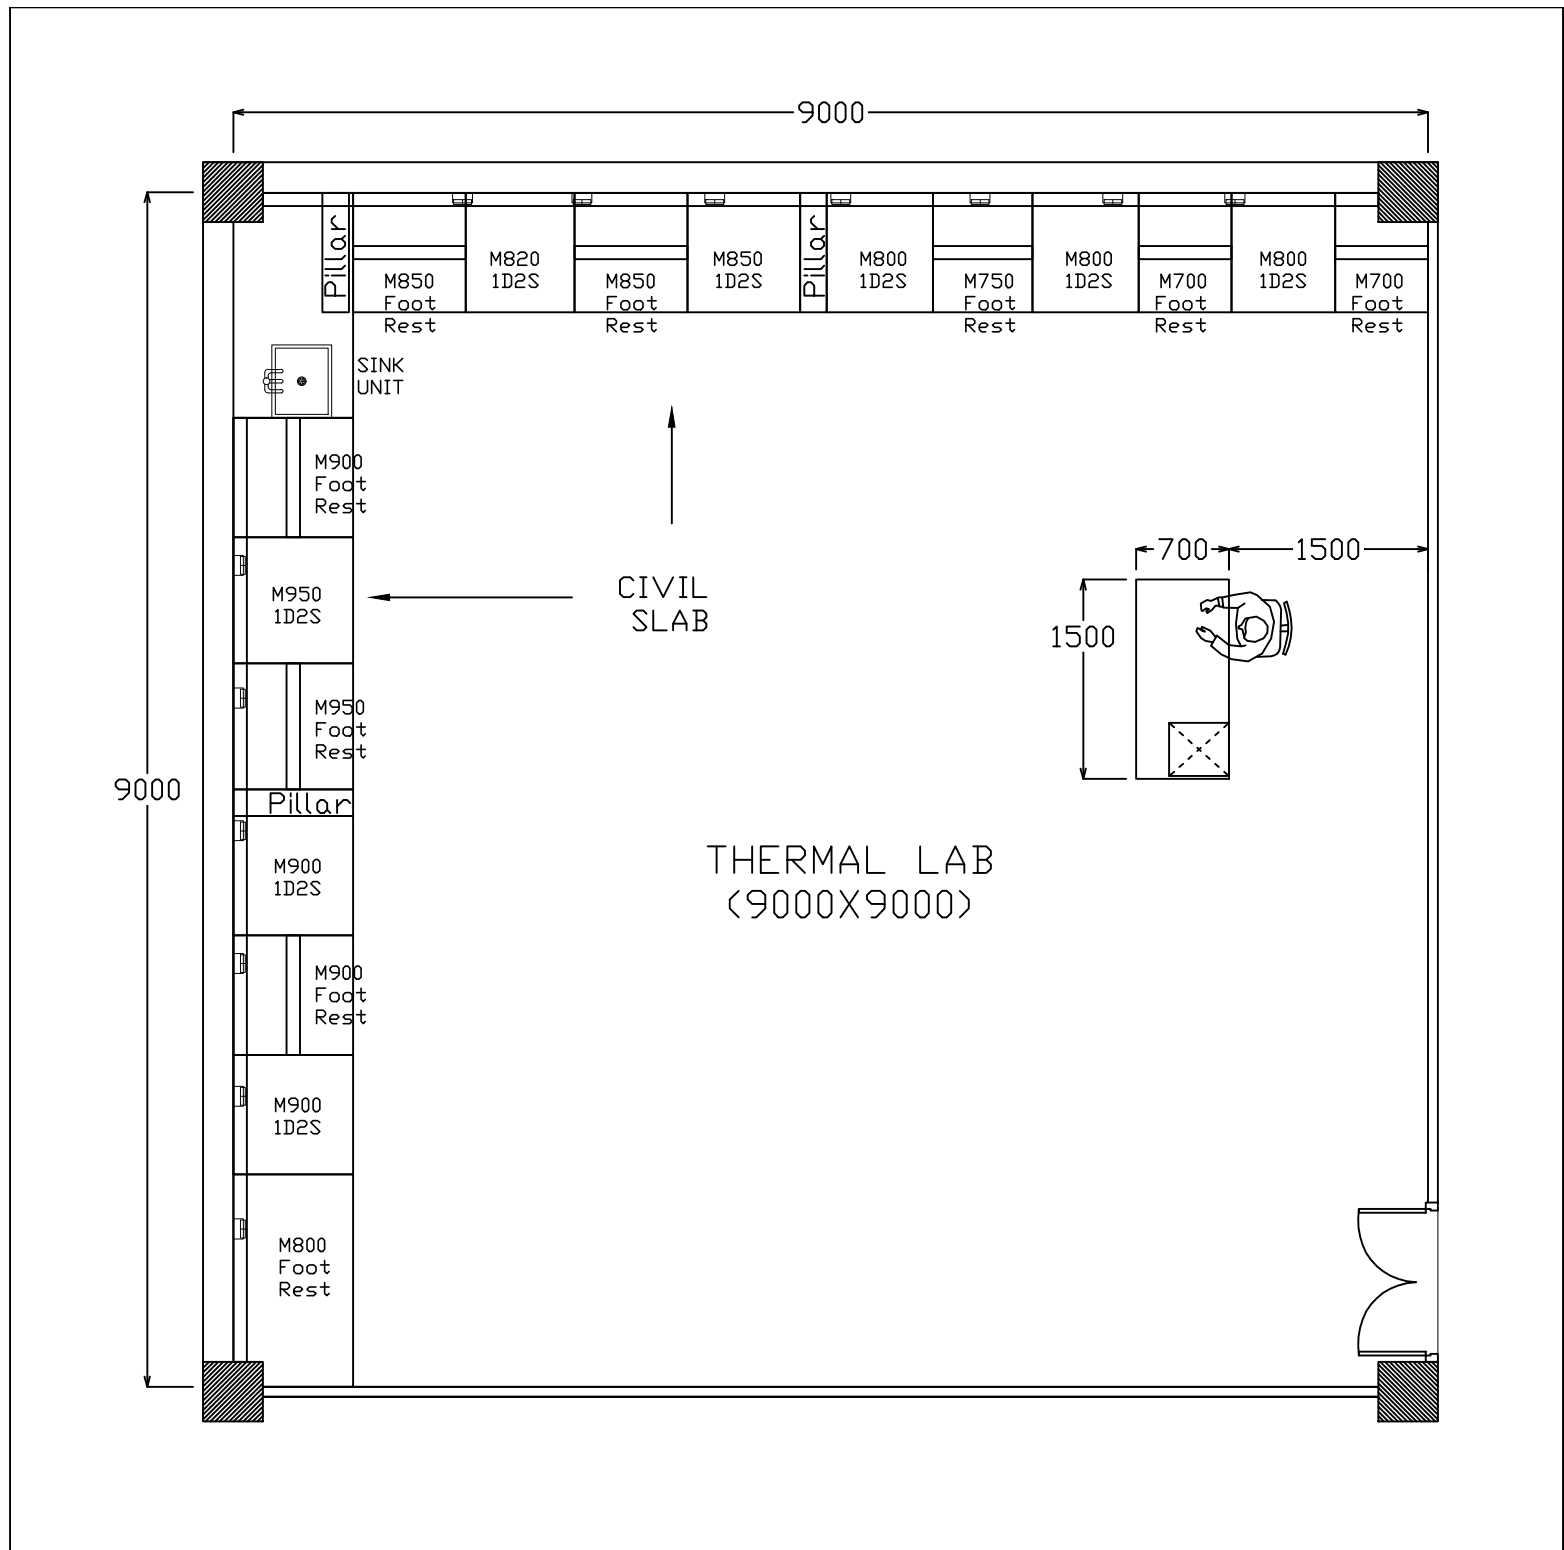 9000
Pillar
M850
Foot
Rest
M820
1D2S
M850
Foot
Rest
M850
1D2S
Pillar
M800
1D2S
M750
Foot
Rest
M800
1D2S
M700
Foot
Rest
M800
1D2S
M700
Foot
Rest
SINK
UNIT
M900
Foot
Rest
M950
1D2S
M950
Foot
Rest
Pillar
M900
1D2S
M900
Foot
Rest
M900
1D2S
M800
Foot
Rest
9000
CIVIL
SLAB
700
1500
1500
THERMAL LAB
(9000X9000)